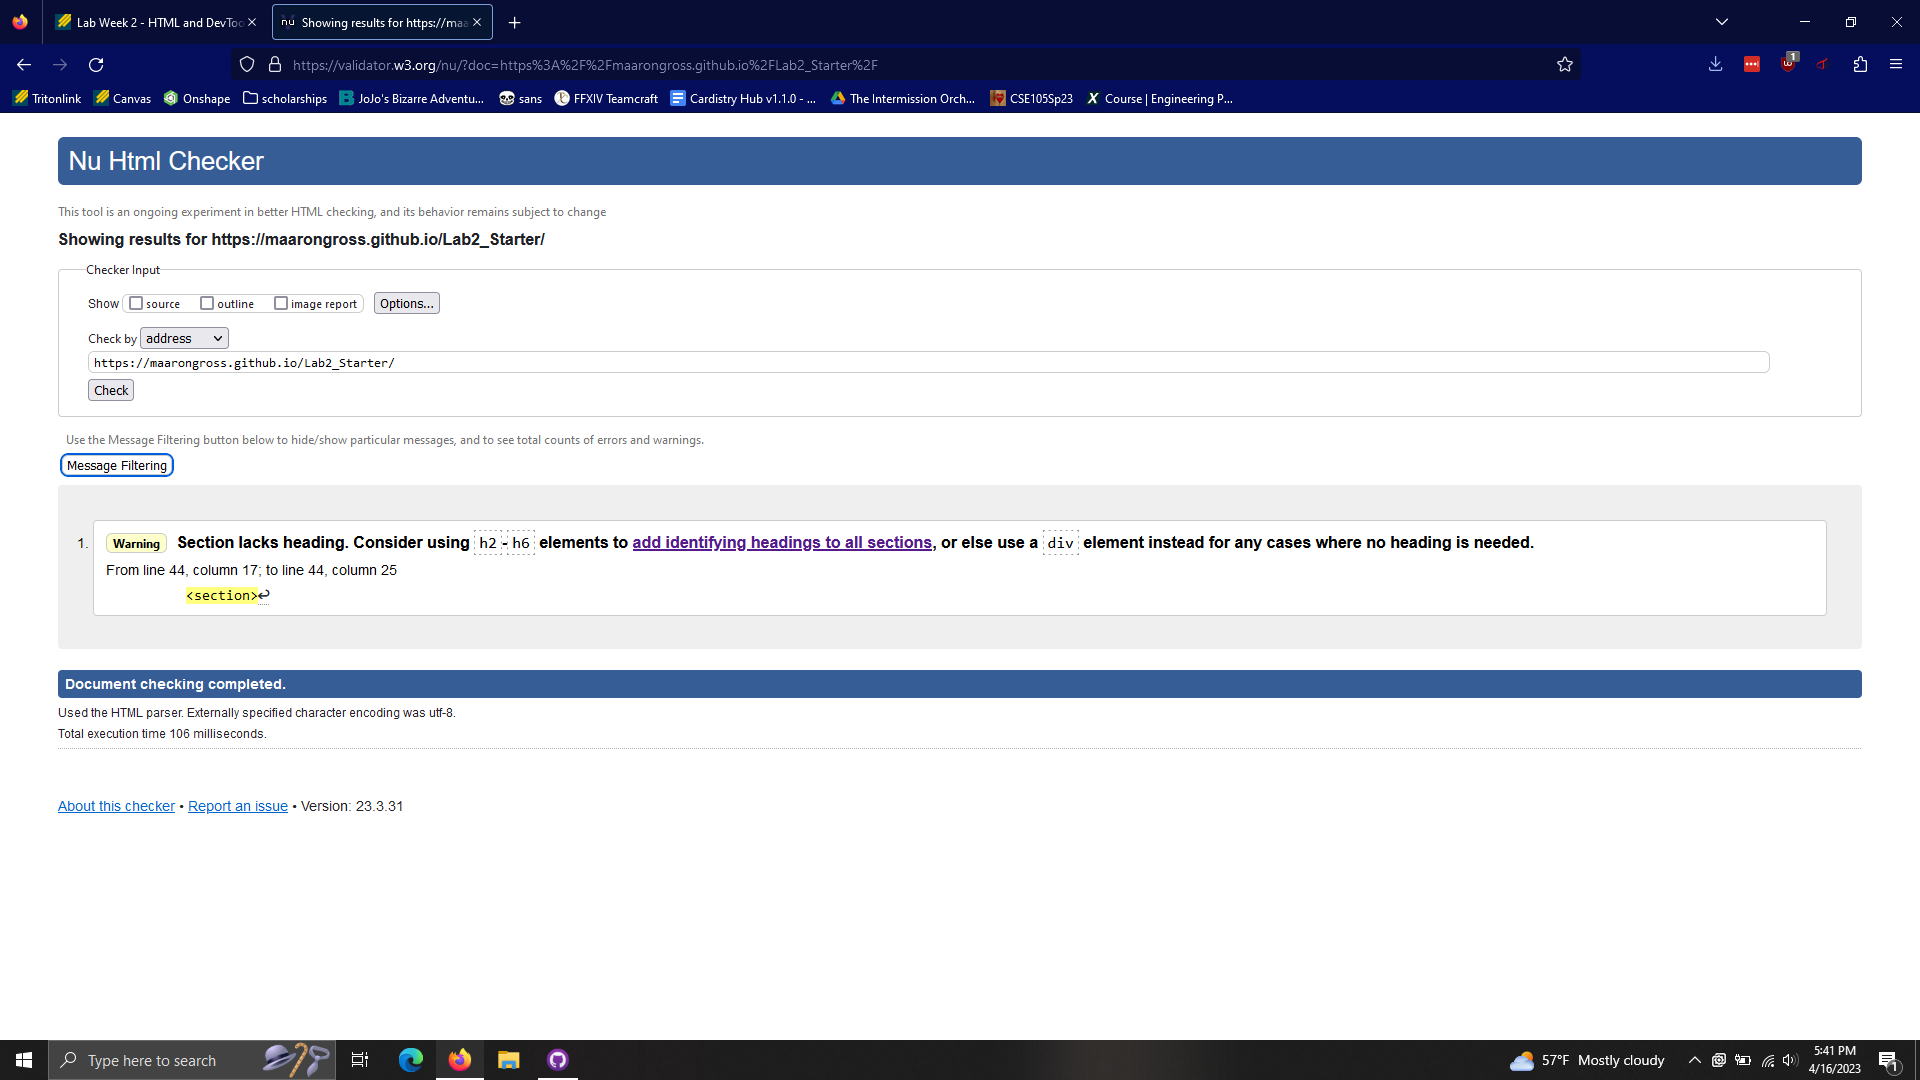 Lab Week 2 - HTML and DevToo
Showing results for https://maa
https://validator.w3.org/nu/?doc=https%3A%2F%2Fmaarongross.github.io%2FLab2_Starter%2F
1
Tritonlink Canvas Onshape scholarships JoJo's Bizarre Adventu... sans FFXIV Teamcraft Cardistry Hub v1.1.0 - ... The Intermission Orch... CSE105Sp23 X Course | Engineering P...
Nu Html Checker
This tool is an ongoing experiment in better HTML checking, and its behavior remains subject to change
Showing results for https://maarongross.github.io/Lab2_Starter/
Checker Input
Show source outline image report Options...
Check by address
https://maarongross.github.io/Lab2_Starter/
Check
Use the Message Filtering button below to hide/show particular messages, and to see total counts of errors and warnings.
Message Filtering
1. Warning Section lacks heading. Consider using h2-h6 elements to add identifying headings to all sections, or else use a div element instead for any cases where no heading is needed.
From line 44, column 17; to line 44, column 25
<section>↩
Document checking completed.
Used the HTML parser. Externally specified character encoding was utf-8.
Total execution time 106 milliseconds.
About this checker • Report an issue • Version: 23.3.31
Type here to search
57°F Mostly cloudy
5:41 PM
4/16/2023
1